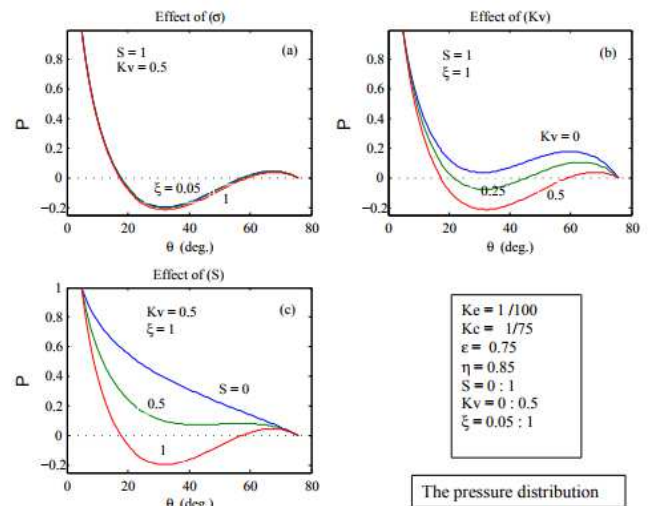 Effect of (σ)
1
0.8
0.6
0.4
0.2
0
−0.2
P
S = 1
Kv = 0.5
(a)
ξ = 0.05
1
0
20
40
60
80
θ (deg.)
Effect of (Kv)
0.8
0.6
0.4
0.2
0
−0.2
P
S = 1
ξ = 1
(b)
Kv = 0
0.25
0.5
0
20
40
60
80
θ (deg.)
Effect of (S)
1
0.8
0.6
0.4
0.2
0
−0.2
P
Kv = 0.5
ξ = 1
(c)
S = 0
0.5
1
0
20
40
60
80
θ (deg.)
Ke = 1 /100
Kc = 1/75
ε = 0.75
η = 0.85
S = 0 : 1
Kv = 0 : 0.5
ξ = 0.05 : 1
The pressure distribution